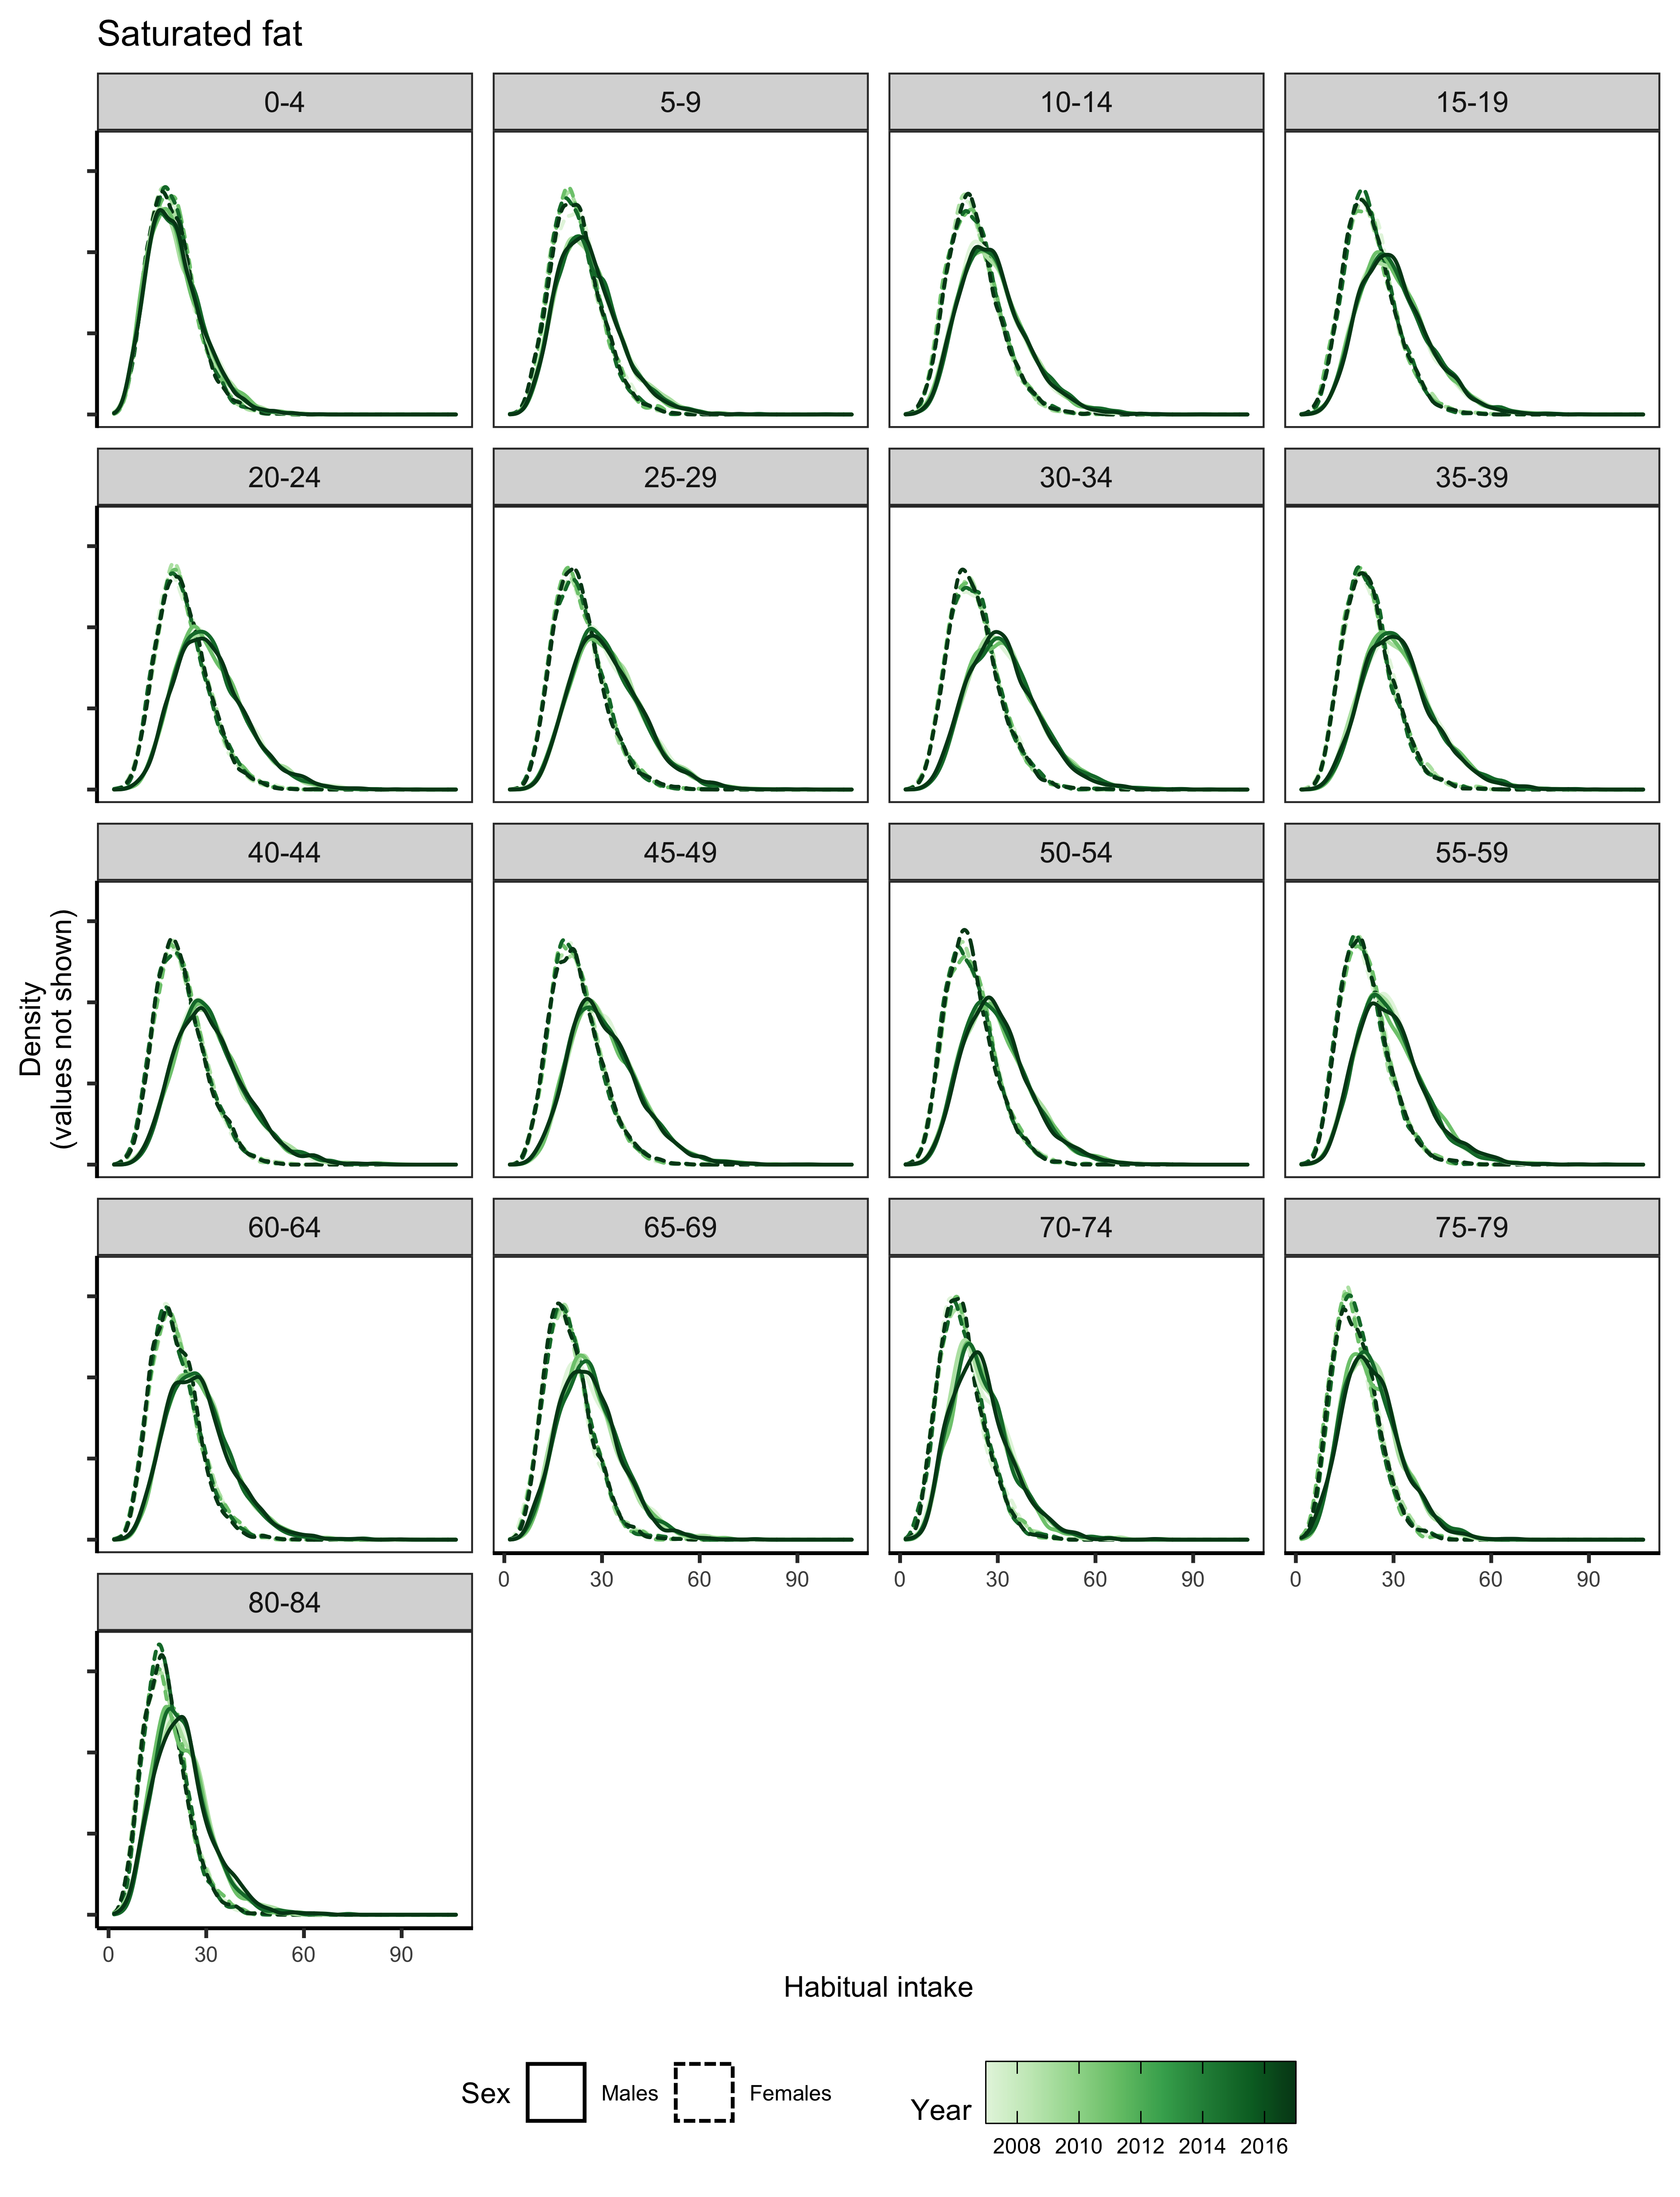 Saturated fat
0-4
5-9
10-14
15-19
20-24
25-29
30-34
35-39
40-44
45-49
50-54
55-59
Density
(values not shown)
60-64
65-69
70-74
75-79
0 30 60 90
0 30 60 90
0 30 60 90
80-84
0 30 60 90
Habitual intake
Sex Males Females
Year
2008 2010 2012 2014 2016